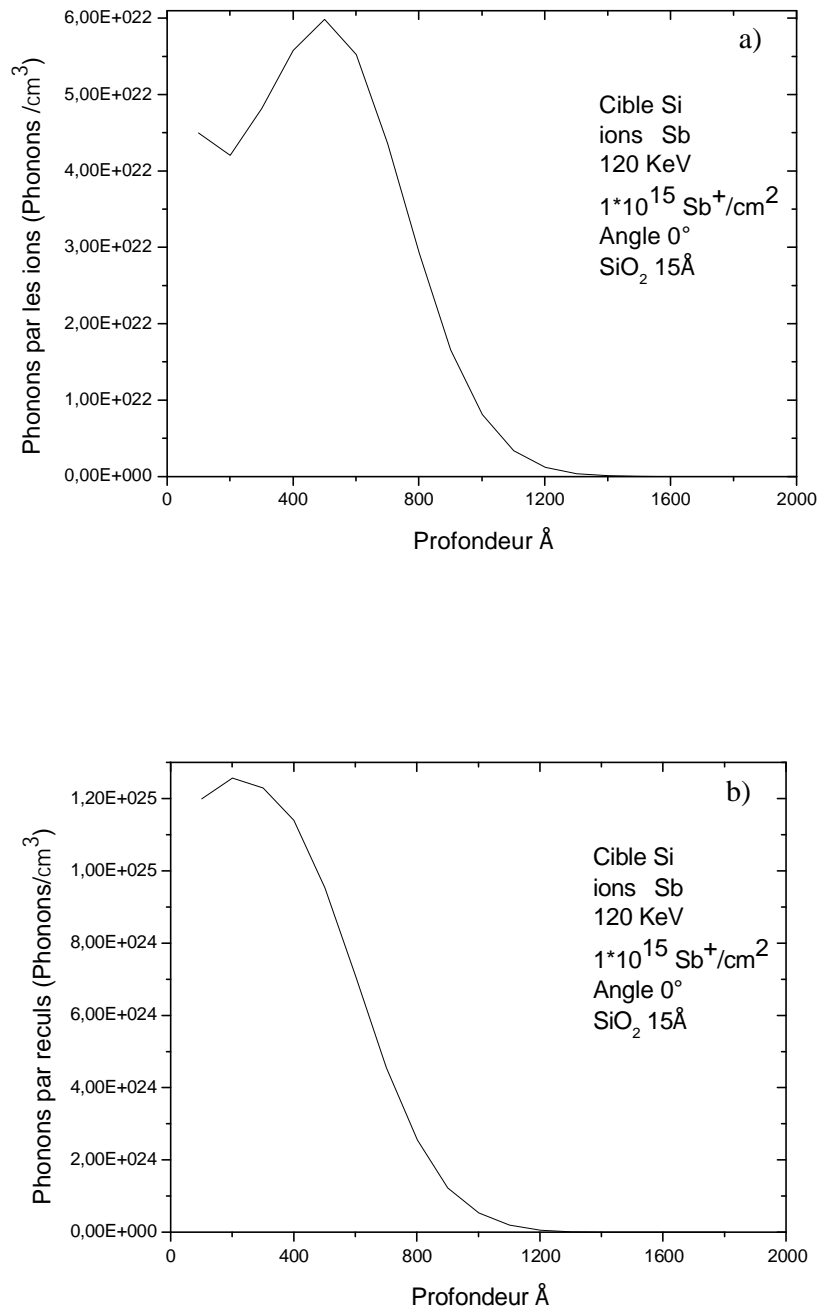 a)
Phonons par les ions (Phonons /cm³)
6,00E+022
5,00E+022
4,00E+022
3,00E+022
2,00E+022
1,00E+022
0,00E+000
Cible Si
ions Sb
120 KeV
1*10¹⁵ Sb⁺/cm²
Angle 0°
SiO₂ 15Å
0 400 800 1200 1600 2000
Profondeur Å
b)
Phonons par reculs (Phonons/cm³)
1,20E+025
1,00E+025
8,00E+024
6,00E+024
4,00E+024
2,00E+024
0,00E+000
Cible Si
ions Sb
120 KeV
1*10¹⁵ Sb⁺/cm²
Angle 0°
SiO₂ 15Å
0 400 800 1200 1600 2000
Profondeur Å